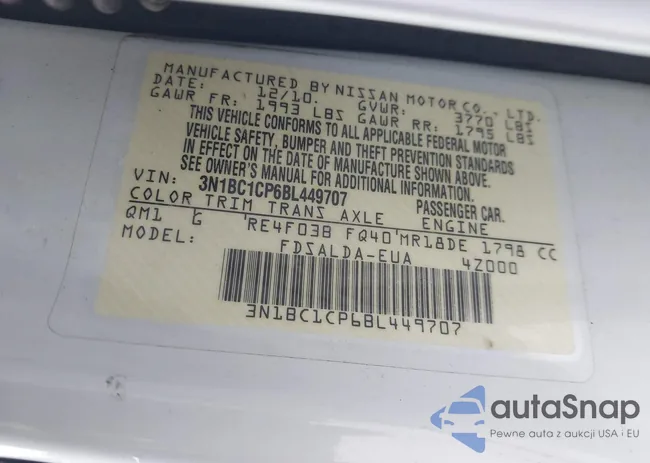 MANUFACTURED BY NISSAN MOTOR CO., LTD.
DATE: 12/10. GVWR: 3770 LBS
GAWR FR: 1993 LBS GAWR RR: 1795 LBS
THIS VEHICLE CONFORMS TO ALL APPLICABLE FEDERAL MOTOR
VEHICLE SAFETY, BUMPER AND THEFT PREVENTION STANDARDS
IN EFFECT ON THE DATE OF MANUFACTURE SHOWN ABOVE.
SEE OWNER'S MANUAL FOR ADDITIONAL INFORMATION
VIN: 3N1BC1CP6BL449707 PASSENGER CAR.
COLOR TRIM TRANS AXLE ENGINE
QM1 G RE4F03B FQ40 MR18DE 1798 CC
MODEL: FDSALDA-EUA 4Z000
3N1BC1CP6BL449707
autaSnap
Pewne auta z aukcji USA i EU